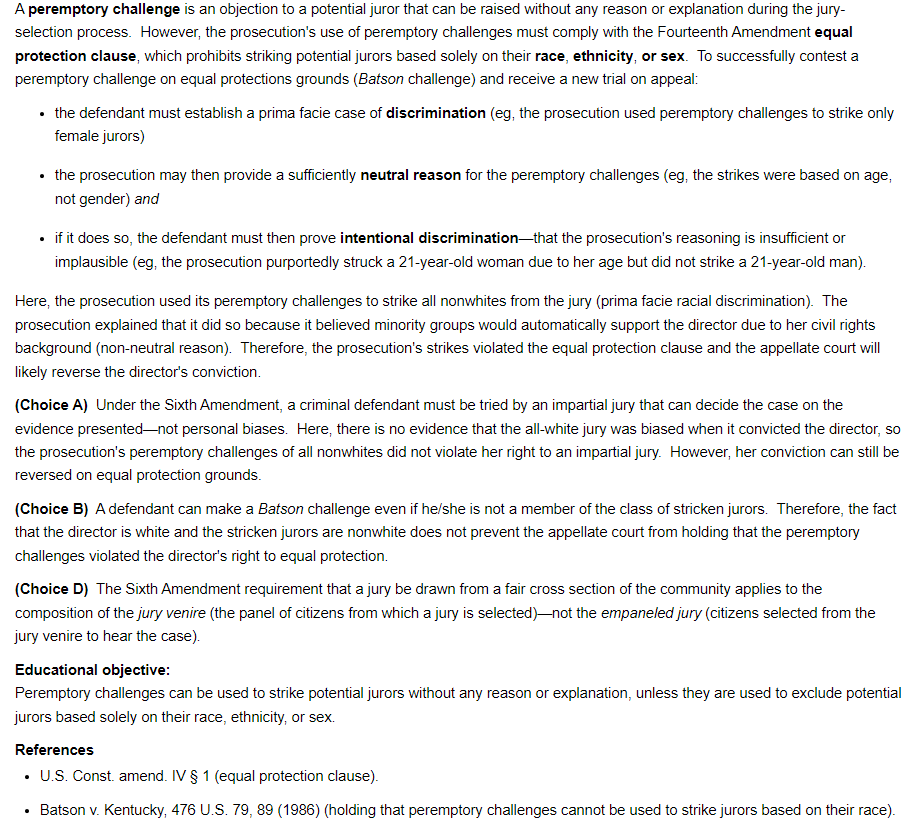 A peremptory challenge is an objection to a potential juror that can be raised without any reason or explanation during the jury-
selection process. However, the prosecution's use of peremptory challenges must comply with the Fourteenth Amendment equal
protection clause, which prohibits striking potential jurors based solely on their race, ethnicity, or sex. To successfully contest a
peremptory challenge on equal protections grounds (Batson challenge) and receive a new trial on appeal:
• the defendant must establish a prima facie case of discrimination (eg, the prosecution used peremptory challenges to strike only
female jurors)
• the prosecution may then provide a sufficiently neutral reason for the peremptory challenges (eg, the strikes were based on age,
not gender) and
• if it does so, the defendant must then prove intentional discrimination—that the prosecution's reasoning is insufficient or
implausible (eg, the prosecution purportedly struck a 21-year-old woman due to her age but did not strike a 21-year-old man).
Here, the prosecution used its peremptory challenges to strike all nonwhites from the jury (prima facie racial discrimination). The
prosecution explained that it did so because it believed minority groups would automatically support the director due to her civil rights
background (non-neutral reason). Therefore, the prosecution's strikes violated the equal protection clause and the appellate court will
likely reverse the director's conviction.
(Choice A) Under the Sixth Amendment, a criminal defendant must be tried by an impartial jury that can decide the case on the
evidence presented—not personal biases. Here, there is no evidence that the all-white jury was biased when it convicted the director, so
the prosecution's peremptory challenges of all nonwhites did not violate her right to an impartial jury. However, her conviction can still be
reversed on equal protection grounds.
(Choice B) A defendant can make a Batson challenge even if he/she is not a member of the class of stricken jurors. Therefore, the fact
that the director is white and the stricken jurors are nonwhite does not prevent the appellate court from holding that the peremptory
challenges violated the director's right to equal protection.
(Choice D) The Sixth Amendment requirement that a jury be drawn from a fair cross section of the community applies to the
composition of the jury venire (the panel of citizens from which a jury is selected)—not the empaneled jury (citizens selected from the
jury venire to hear the case).
Educational objective:
Peremptory challenges can be used to strike potential jurors without any reason or explanation, unless they are used to exclude potential
jurors based solely on their race, ethnicity, or sex.
References
• U.S. Const. amend. IV § 1 (equal protection clause).
• Batson v. Kentucky, 476 U.S. 79, 89 (1986) (holding that peremptory challenges cannot be used to strike jurors based on their race).